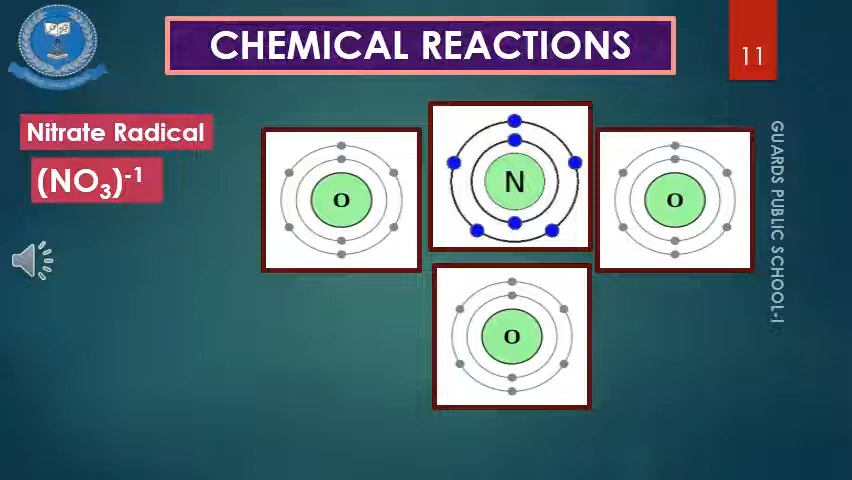 CHEMICAL REACTIONS
11
Nitrate Radical
(NO₃)⁻¹
O
N
O
O
GUARDS PUBLIC SCHOOL-I